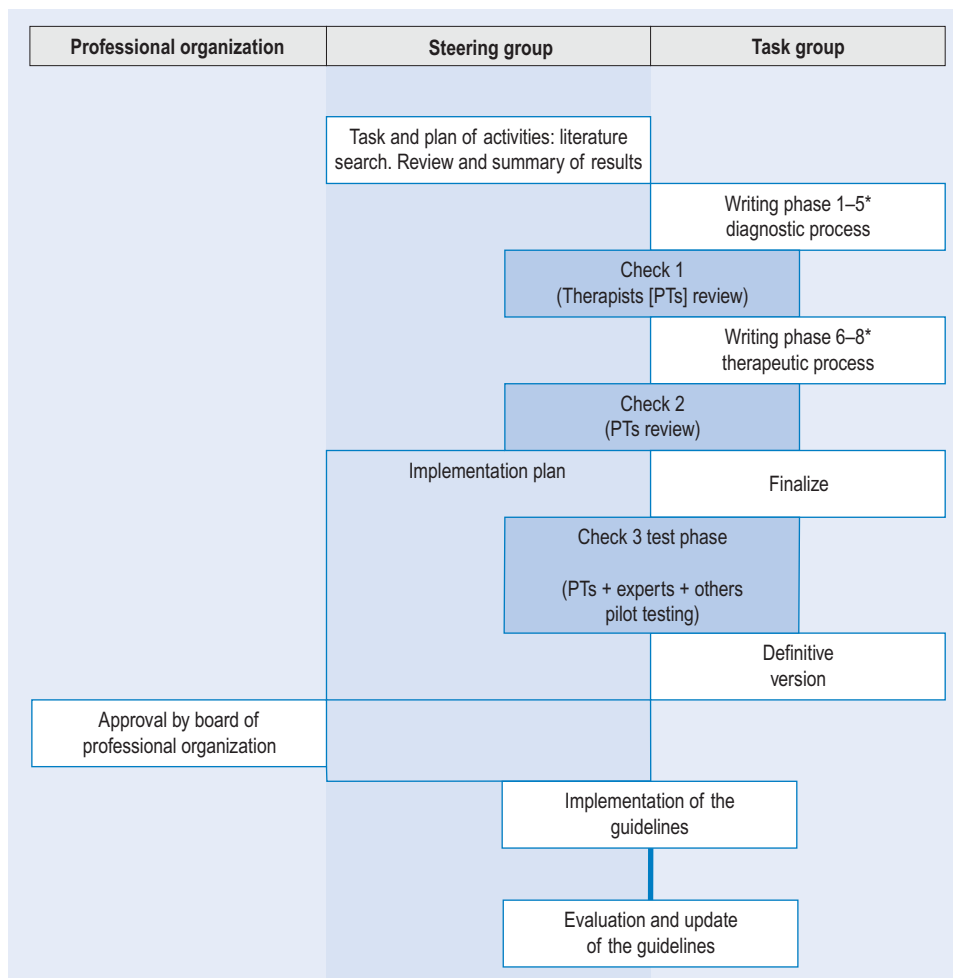 Professional organization
Steering group
Task group
Task and plan of activities: literature
search. Review and summary of results
Writing phase 1–5*
diagnostic process
Check 1
(Therapists [PTs] review)
Writing phase 6–8*
therapeutic process
Check 2
(PTs review)
Implementation plan
Finalize
Check 3 test phase
(PTs + experts + others
pilot testing)
Definitive
version
Approval by board of
professional organization
Implementation of the
guidelines
Evaluation and update
of the guidelines